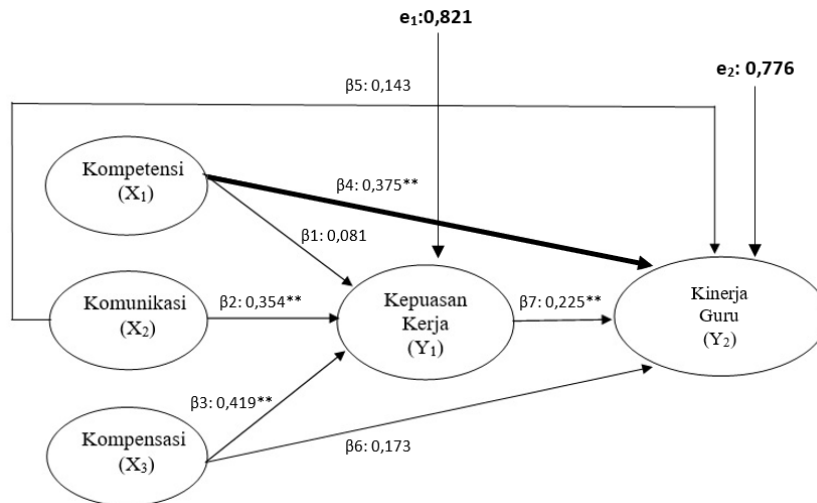 e₁:0,821
e₂: 0,776
β5: 0,143
Kompetensi
(X₁)
β4: 0,375**
β1: 0,081
Komunikasi
(X₂)
β2: 0,354**
Kepuasan
Kerja
(Y₁)
β7: 0,225**
Kinerja
Guru
(Y₂)
β3: 0,419**
Kompensasi
(X₃)
β6: 0,173